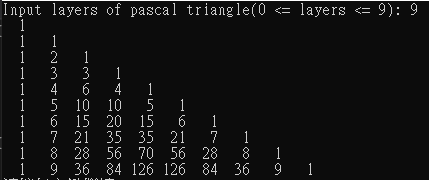 Input layers of pascal triangle(0 <= layers <= 9): 9
1
1 1
1 2 1
1 3 3 1
1 4 6 4 1
1 5 10 10 5 1
1 6 15 20 15 6 1
1 7 21 35 35 21 7 1
1 8 28 56 70 56 28 8 1
1 9 36 84 126 126 84 36 9 1